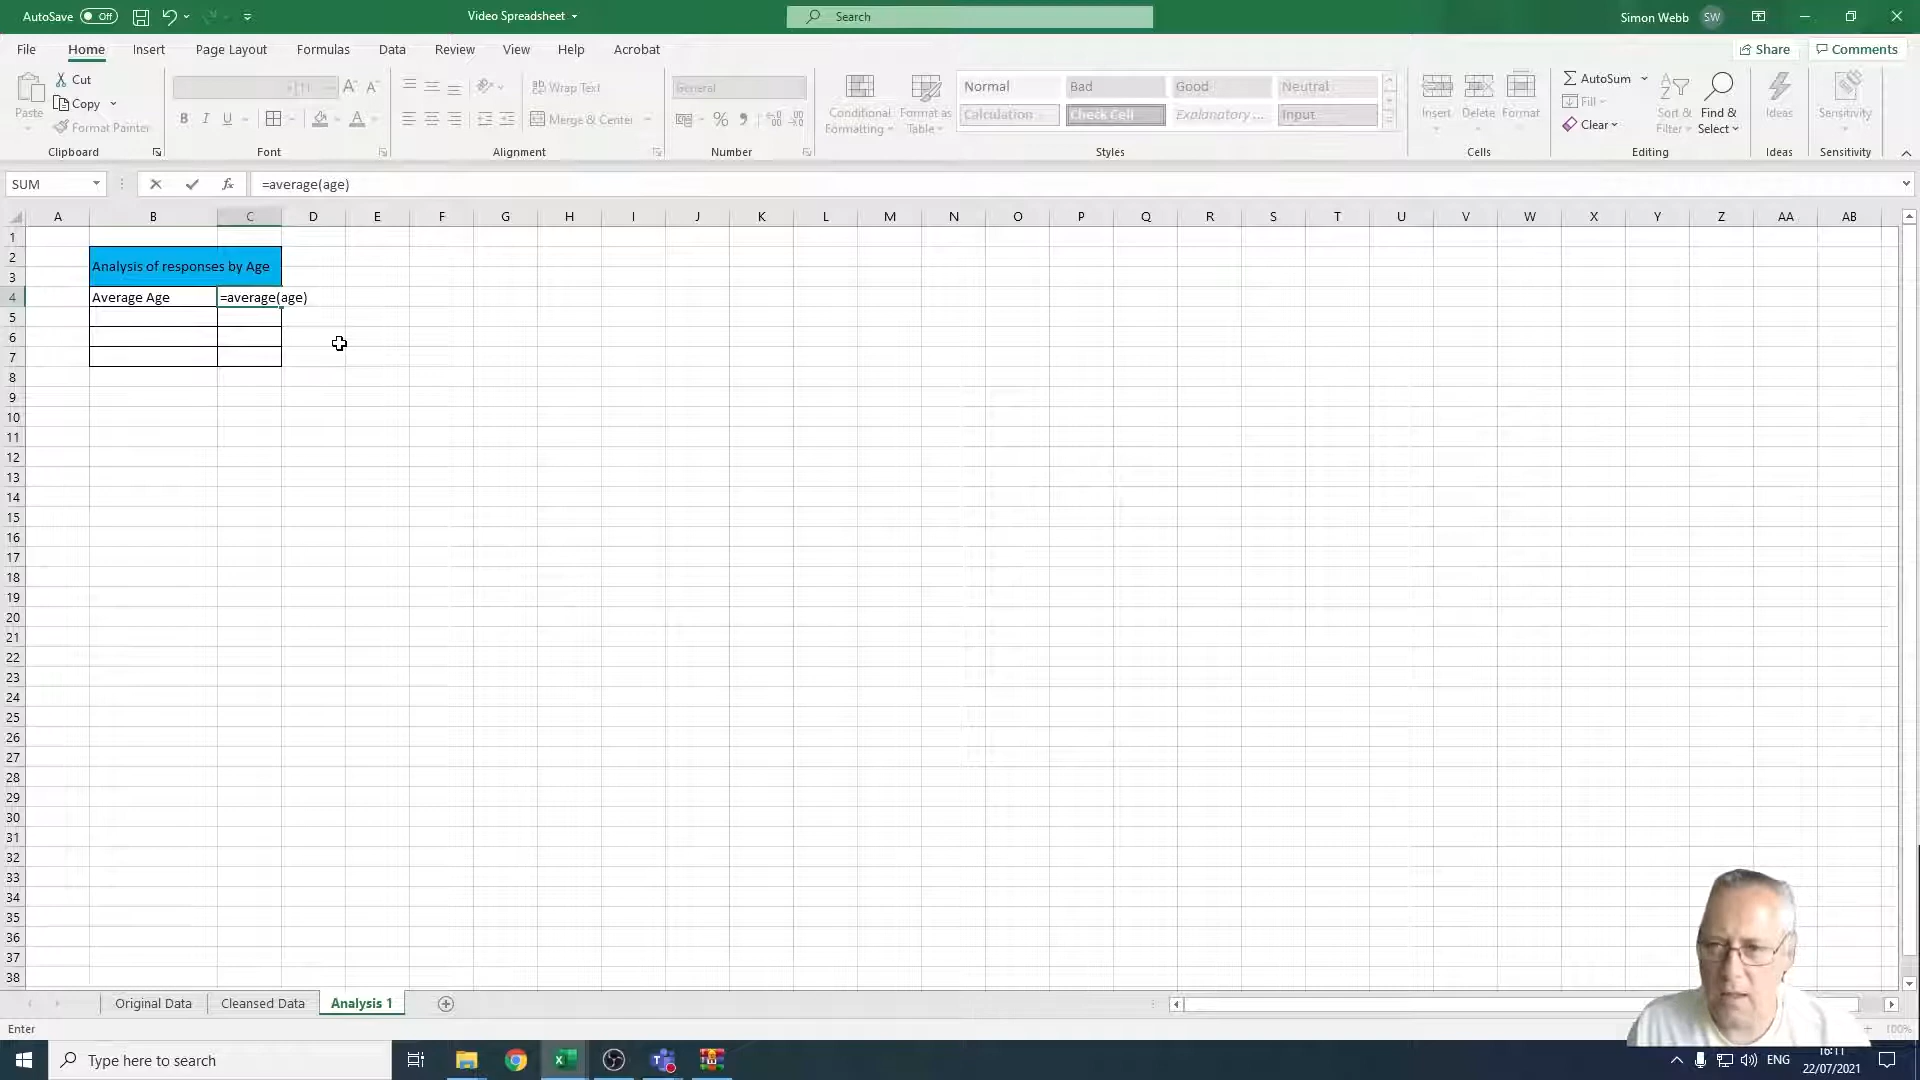 AutoSave Off Video Spreadsheet Search Simon Webb SW
File Home Insert Page Layout Formulas Data Review View Help Acrobat Share Comments
Paste Cut Copy Format Painter
Clipboard
B I U
Font
Wrap Text
Merge & Center
Alignment
General
Number
Conditional Formatting
Format as Table
Normal Bad Good Neutral
Calculation Check Cell Explanatory ... Input
Styles
Insert Delete Format
Cells
AutoSum
Fill
Clear
Sort & Filter
Find & Select
Editing
Ideas
Ideas
Sensitivity
Sensitivity
SUM fx =average(age)
A B C D E F G H I J K L M N O P Q R S T U V W X Y Z AA AB
1
2
Analysis of responses by Age
3
4 Average Age =average(age)
5
6
7
8
9
10
11
12
13
14
15
16
17
18
19
20
21
22
23
24
25
26
27
28
29
30
31
32
33
34
35
36
37
38
Original Data Cleansed Data Analysis 1
Enter 100%
Type here to search ENG 16:11
22/07/2021